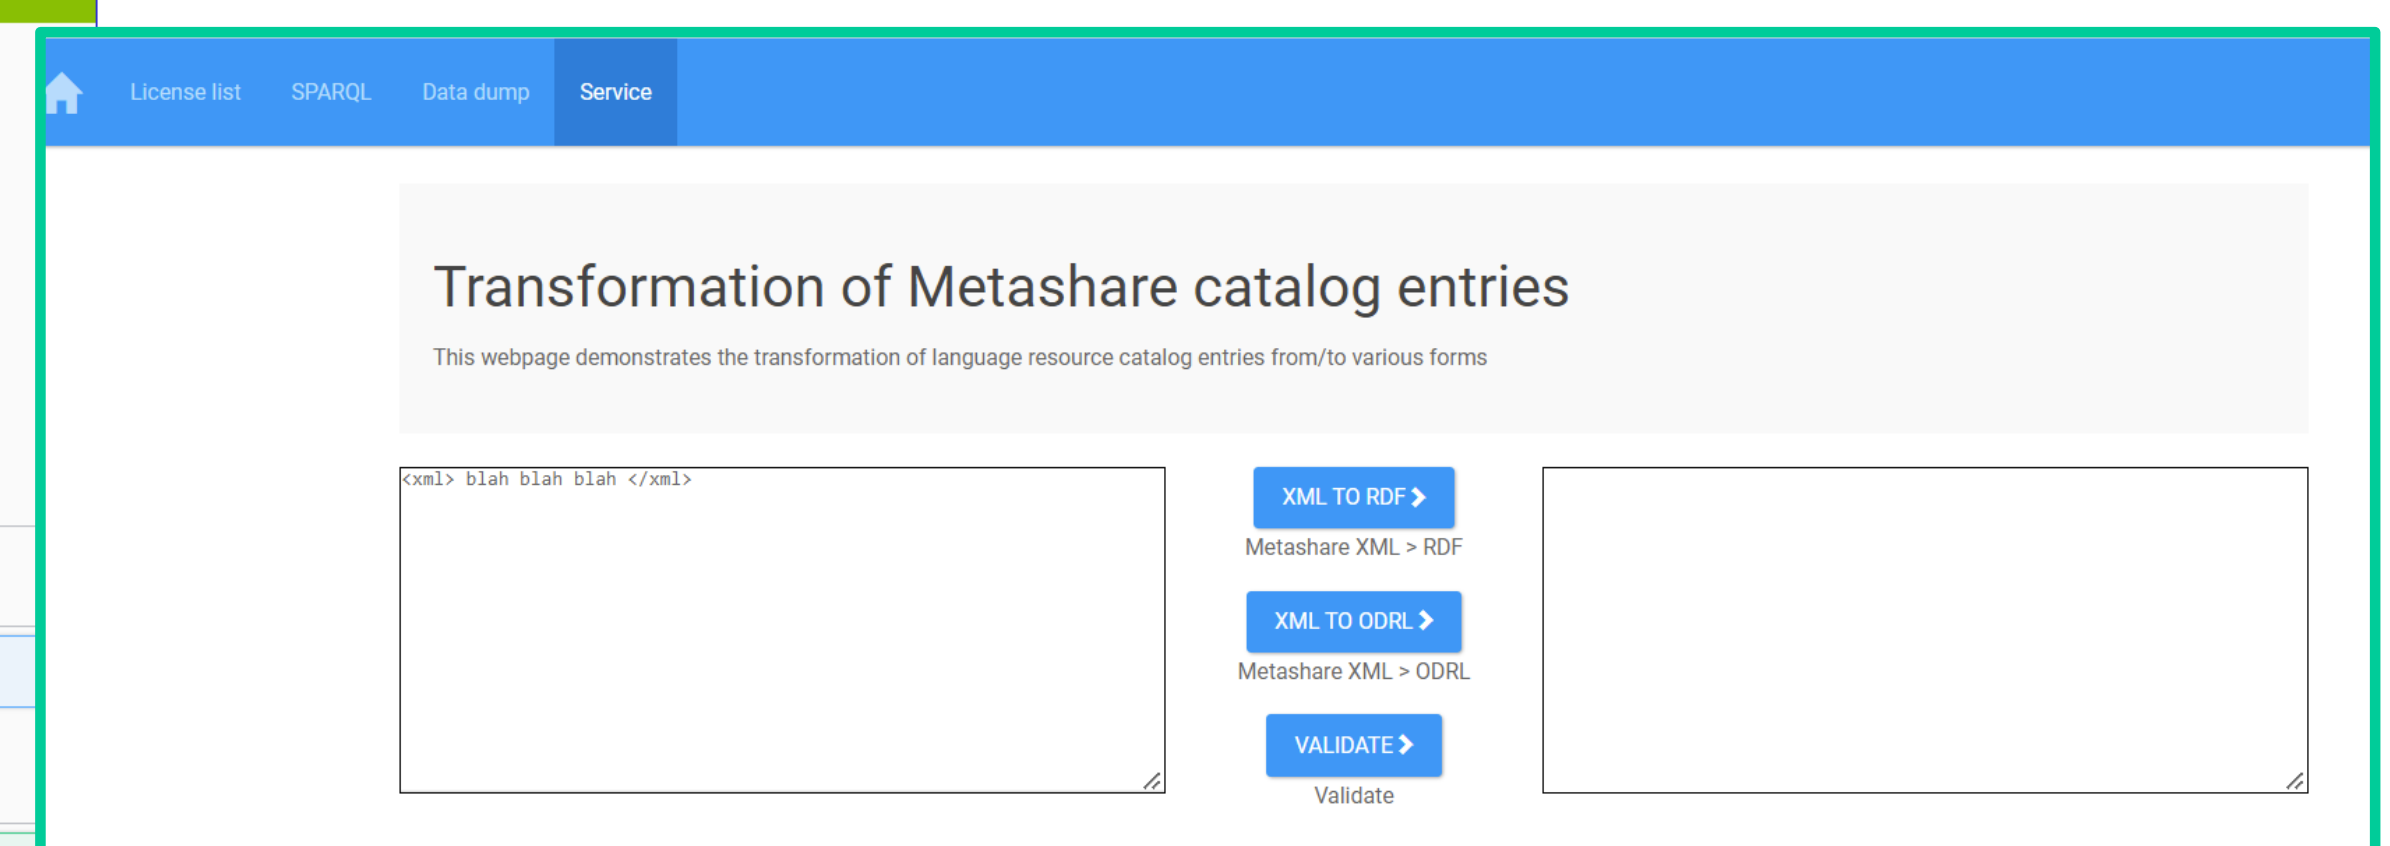 License list SPARQL Data dump Service
Transformation of Metashare catalog entries
This webpage demonstrates the transformation of language resource catalog entries from/to various forms
<xml> blah blah blah </xml>
XML TO RDF
Metashare XML > RDF
XML TO ODRL
Metashare XML > ODRL
VALIDATE
Validate